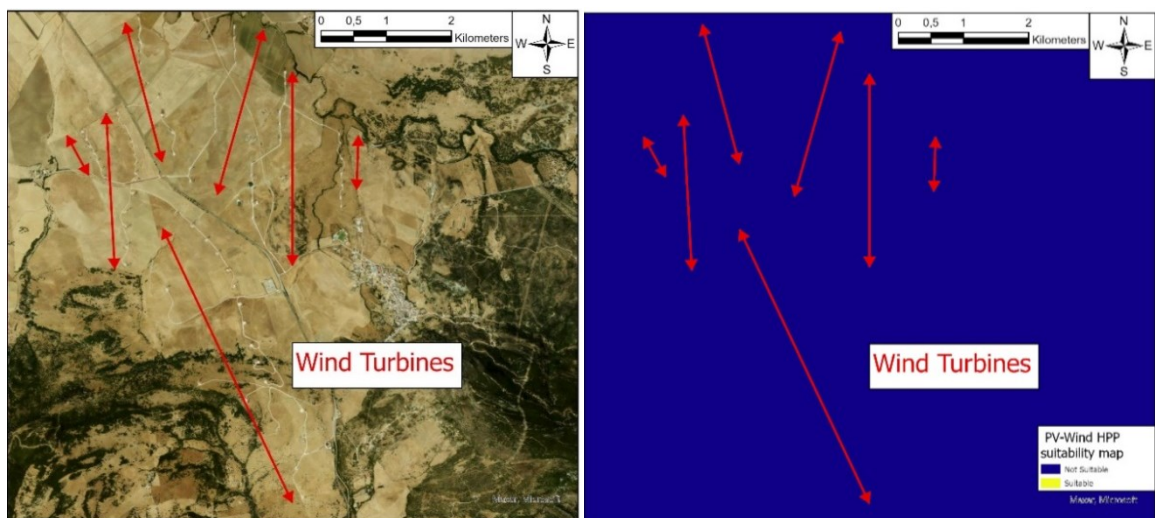 0 0,5 1 2
Kilometers
N
W E
S
Wind Turbines
Maxar, Microsoft
0 0,5 1 2
Kilometers
N
W E
S
Wind Turbines
PV-Wind HPP
suitability map
Not Suitable
Suitable
Maxar, Microsoft